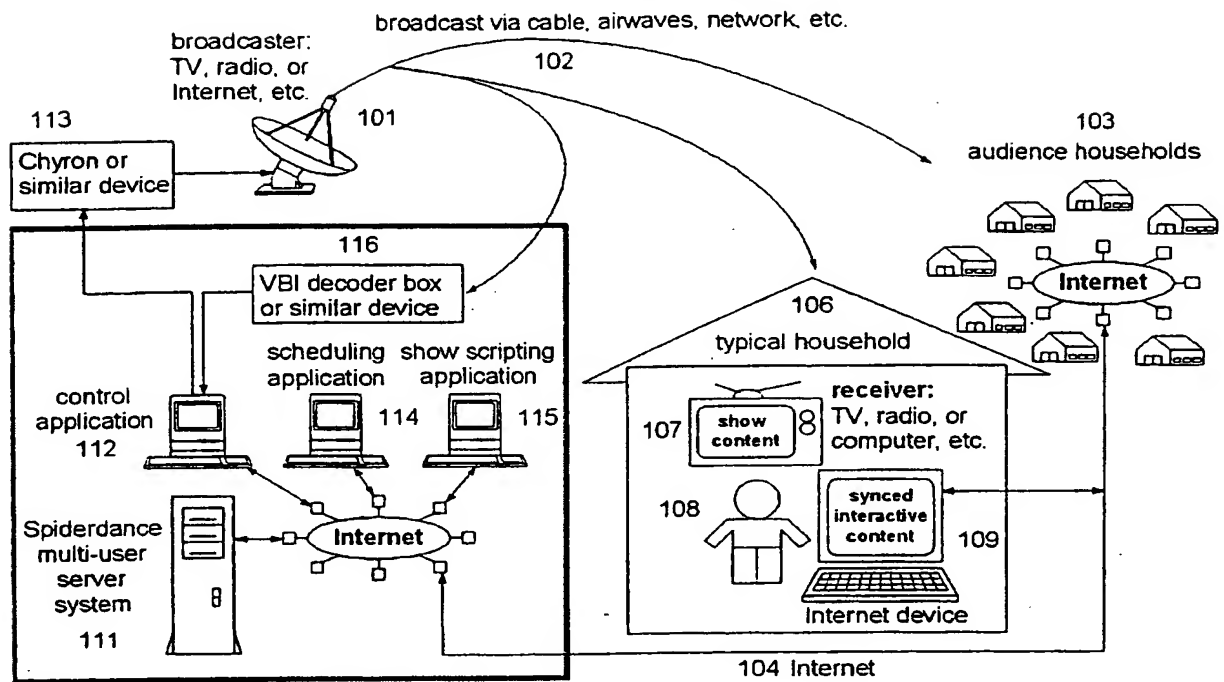 broadcast via cable, airwaves, network, etc.
102
broadcaster:
TV, radio, or
Internet, etc.
101
113
Chyron or
similar device
103
audience households
Internet
116
VBI decoder box
or similar device
scheduling
application
114
show scripting
application
115
control
application
112
Spiderdance
multi-user
server
system
111
Internet
106
typical household
107
show
content
receiver:
TV, radio, or
computer, etc.
108
synced
interactive
content
109
Internet device
104 Internet